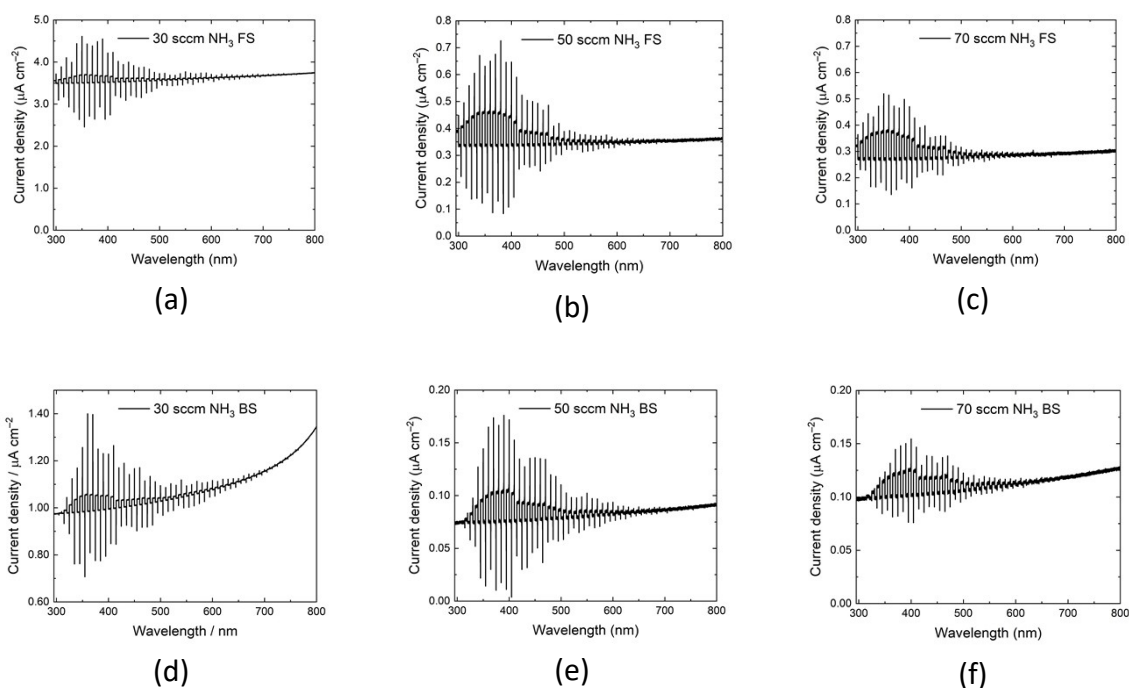 5.0
4.0
3.0
2.0
1.0
0.0
300 400 500 600 700 800
Current density (μA cm⁻²)
Wavelength (nm)
30 sccm NH₃ FS
(a)
0.8
0.7
0.6
0.5
0.4
0.3
0.2
0.1
0.0
300 400 500 600 700 800
Current density (μA cm⁻²)
Wavelength (nm)
50 sccm NH₃ FS
(b)
0.8
0.7
0.6
0.5
0.4
0.3
0.2
0.1
0.0
300 400 500 600 700 800
Current density (μA cm⁻²)
Wavelength (nm)
70 sccm NH₃ FS
(c)
1.40
1.20
1.00
0.80
0.60
300 400 500 600 700 800
Current density / μA cm⁻²
Wavelength / nm
30 sccm NH₃ BS
(d)
0.20
0.15
0.10
0.05
0.00
300 400 500 600 700 800
Current density (μA cm⁻²)
Wavelength (nm)
50 sccm NH₃ BS
(e)
0.20
0.15
0.10
0.05
0.00
300 400 500 600 700 800
Current density (μA cm⁻²)
Wavelength (nm)
70 sccm NH₃ BS
(f)